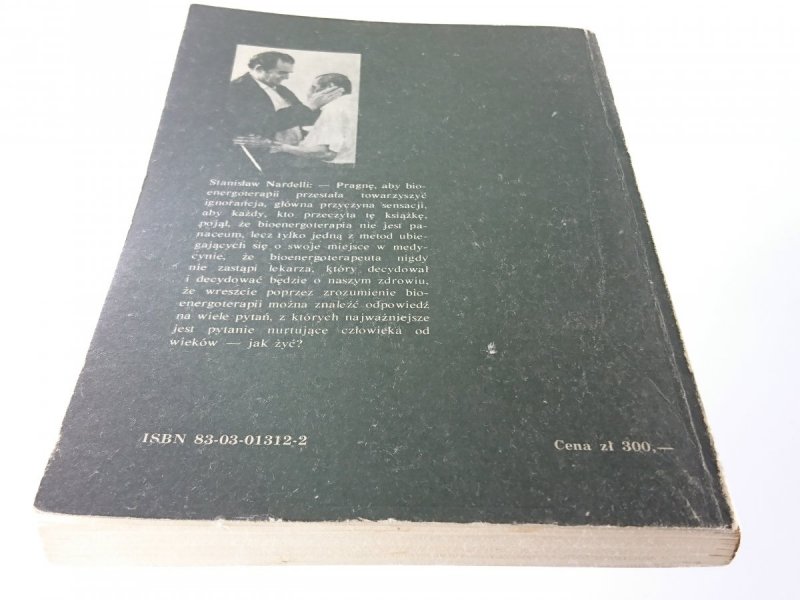 Stanisław Nardelli: — Pragnę, aby bio-
energoterapii przestała towarzyszyć
ignorancja, główna przyczyna sensacji,
aby każdy, kto przeczyta tę książkę,
pojął, że bioenergoterapia nie jest pa-
naceum, lecz tylko jedną z metod ubie-
gających się o swoje miejsce w medy-
cynie, że bioenergoterapeuta nigdy
nie zastąpi lekarza, który decydował
i decydować będzie o naszym zdrowiu,
że wreszcie poprzez zrozumienie bio-
energoterapii można znaleźć odpowiedź
na wiele pytań, z których najważniejsze
jest pytanie nurtujące człowieka od
wieków — jak żyć?
ISBN 83-03-01312-2
Cena zł 300,—